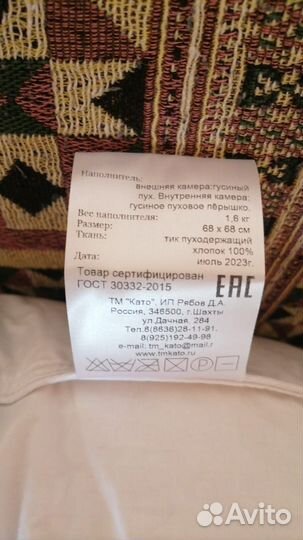 Наполнитель:
внешняя камера:гусиный
пух. Внутренняя камера:
гусиное пуховое пёрышко.
Вес наполнителя: 1,6 кг
Размер: 68 х 68 см
Ткань: тик пуходержащий
хлопок 100%
Дата: июль 2023г.
Товар сертифицирован
ГОСТ 30332-2015
EAC
ТМ "Като", ИП Рябов Д.А.
Россия, 346500, г.Шахты
ул.Дачная, 284
Тел.8(8636)28-11-91.
8(925)192-49-98
e-mail: tm_kato@mail.r
www.tmkato.ru
P
Avito